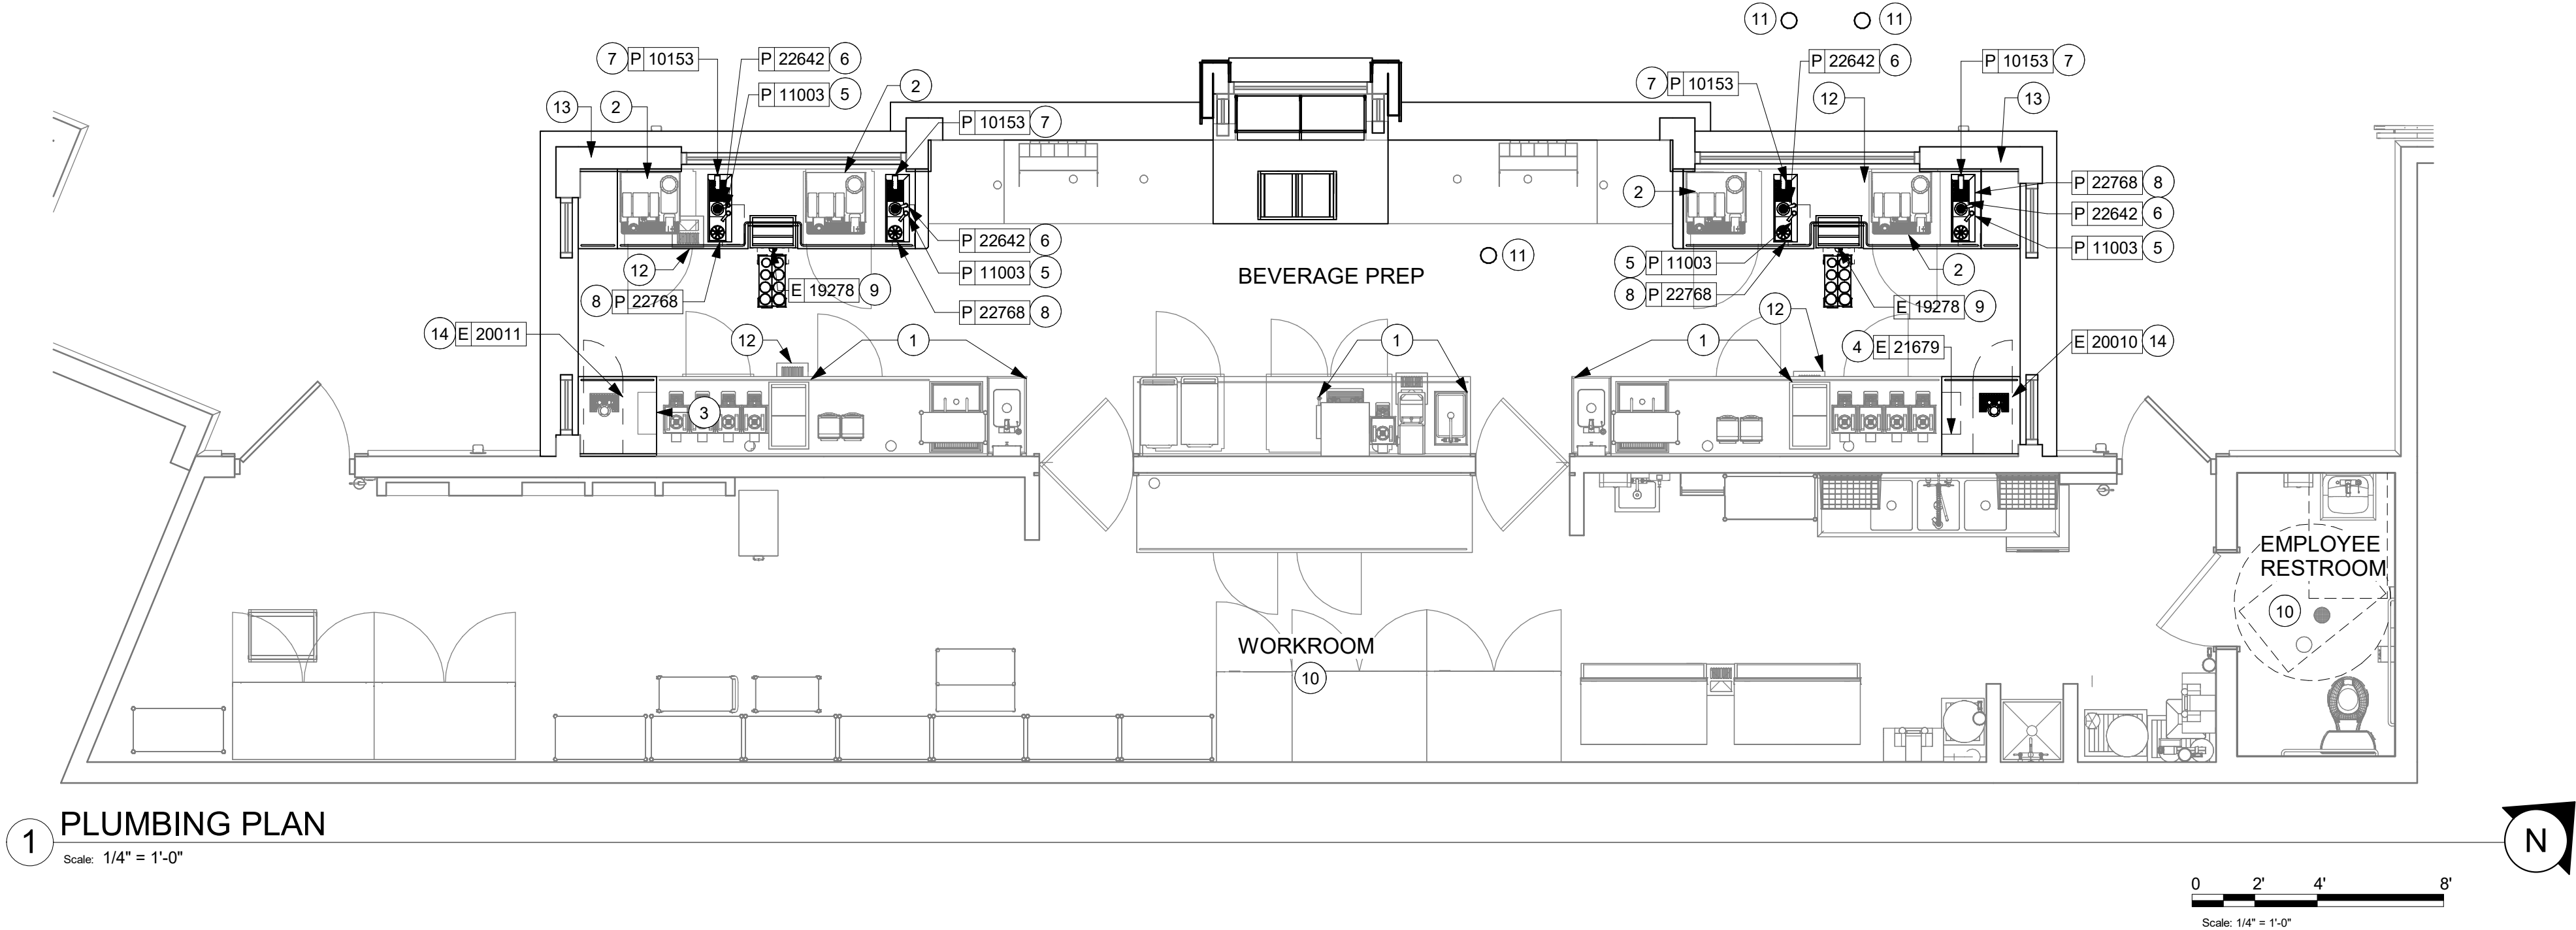 11
11
7 P 10153
P 22642 6
P 11003 5
13
2
2
P 10153 7
P 22642 6
P 11003 5
P 22768 8
12
8 P 22768
E 19278 9
14 E 20011
12
1
3
BEVERAGE PREP
11
1
7 P 10153
P 22642 6
12
P 10153 7
13
2
P 22768 8
P 22642 6
P 11003 5
5 P 11003
8 P 22768
2
E 19278 9
12
1
4 E 21679
E 20010 14
EMPLOYEE
RESTROOM
10
WORKROOM
10
1 PLUMBING PLAN
Scale: 1/4" = 1'-0"
N
0 2' 4' 8'
Scale: 1/4" = 1'-0"